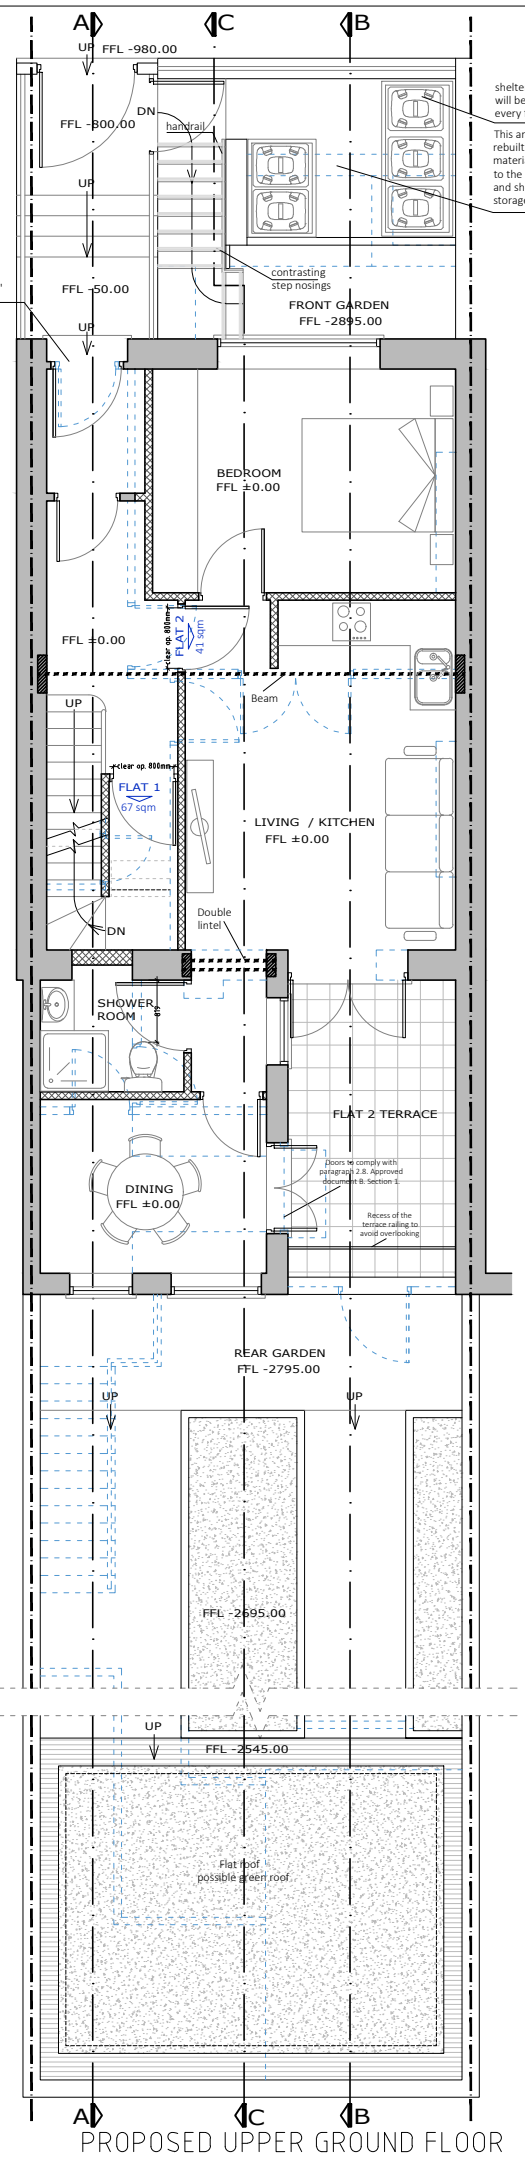 A
C
B
UP FFL -980.00
shelte
will be
every
DN
FFL -800.00
handrail
This ar
rebuilt
materia
to the
and sh
storage
UP
contrasting
step nosings
FFL -50.00
FRONT GARDEN
FFL -2895.00
UP
BEDROOM
FFL ±0.00
clear op. 800mm
FLAT 2
41 sqm
FFL ±0.00
Beam
UP
clear op. 800mm
FLAT 1
67 sqm
LIVING / KITCHEN
FFL ±0.00
Double
lintel
DN
SHOWER
ROOM
819
FLAT 2 TERRACE
Doors to comply with
paragraph 2.8. Approved
document B. Section 1.
DINING
FFL ±0.00
Recess of the
terrace railing to
avoid overlooking
REAR GARDEN
FFL -2795.00
UP
UP
FFL -2695.00
UP
FFL -2545.00
Flat roof
possible green roof
A
C
B
PROPOSED UPPER GROUND FLOOR